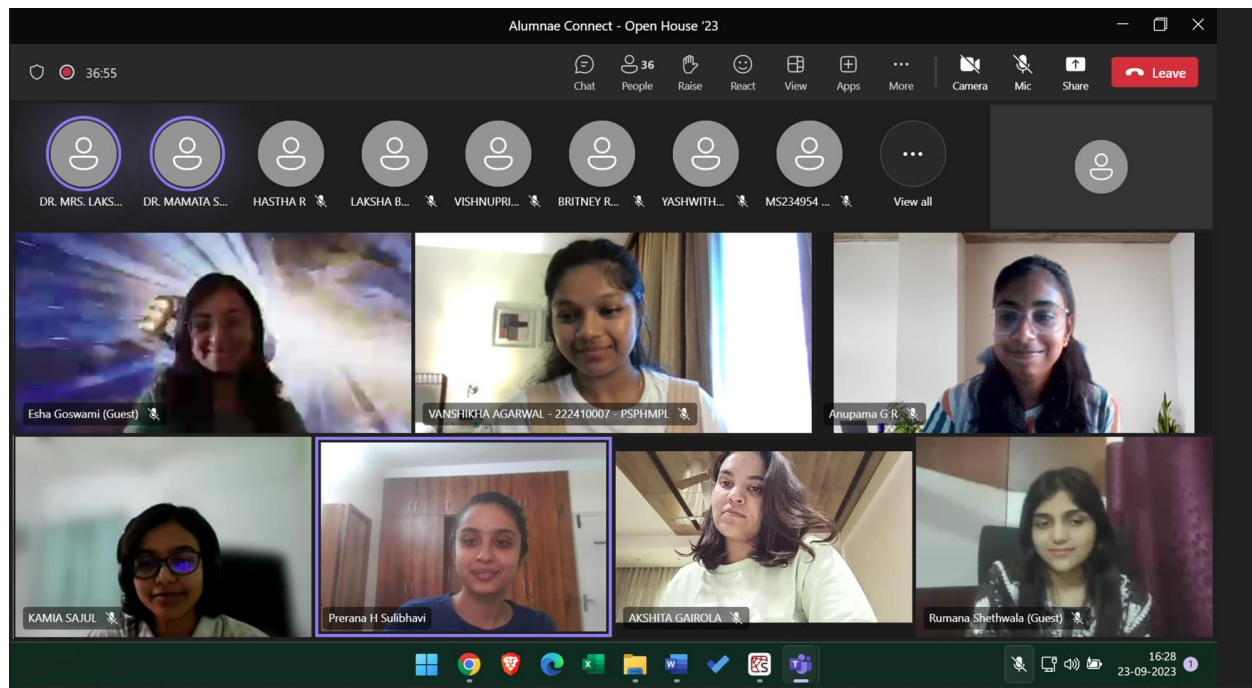 Alumnae Connect - Open House '23
36:55
Chat
36
People
Raise
React
View
Apps
More
Camera
Mic
Share
Leave
DR. MRS. LAKS...
DR. MAMATA S...
HASTHA R
LAKSHA B...
VISHNUPRI...
BRITNEY R...
YASHWITH...
MS234954 ...
View all
Esha Goswami (Guest)
VANSHIKHA AGARWAL - 222410007 - PSPHMPL
Anupama G R
KAMIA SAJUL
Prerana H Sulibhavi
AKSHITA GAIROLA
Rumana Shethwala (Guest)
16:28
23-09-2023
1